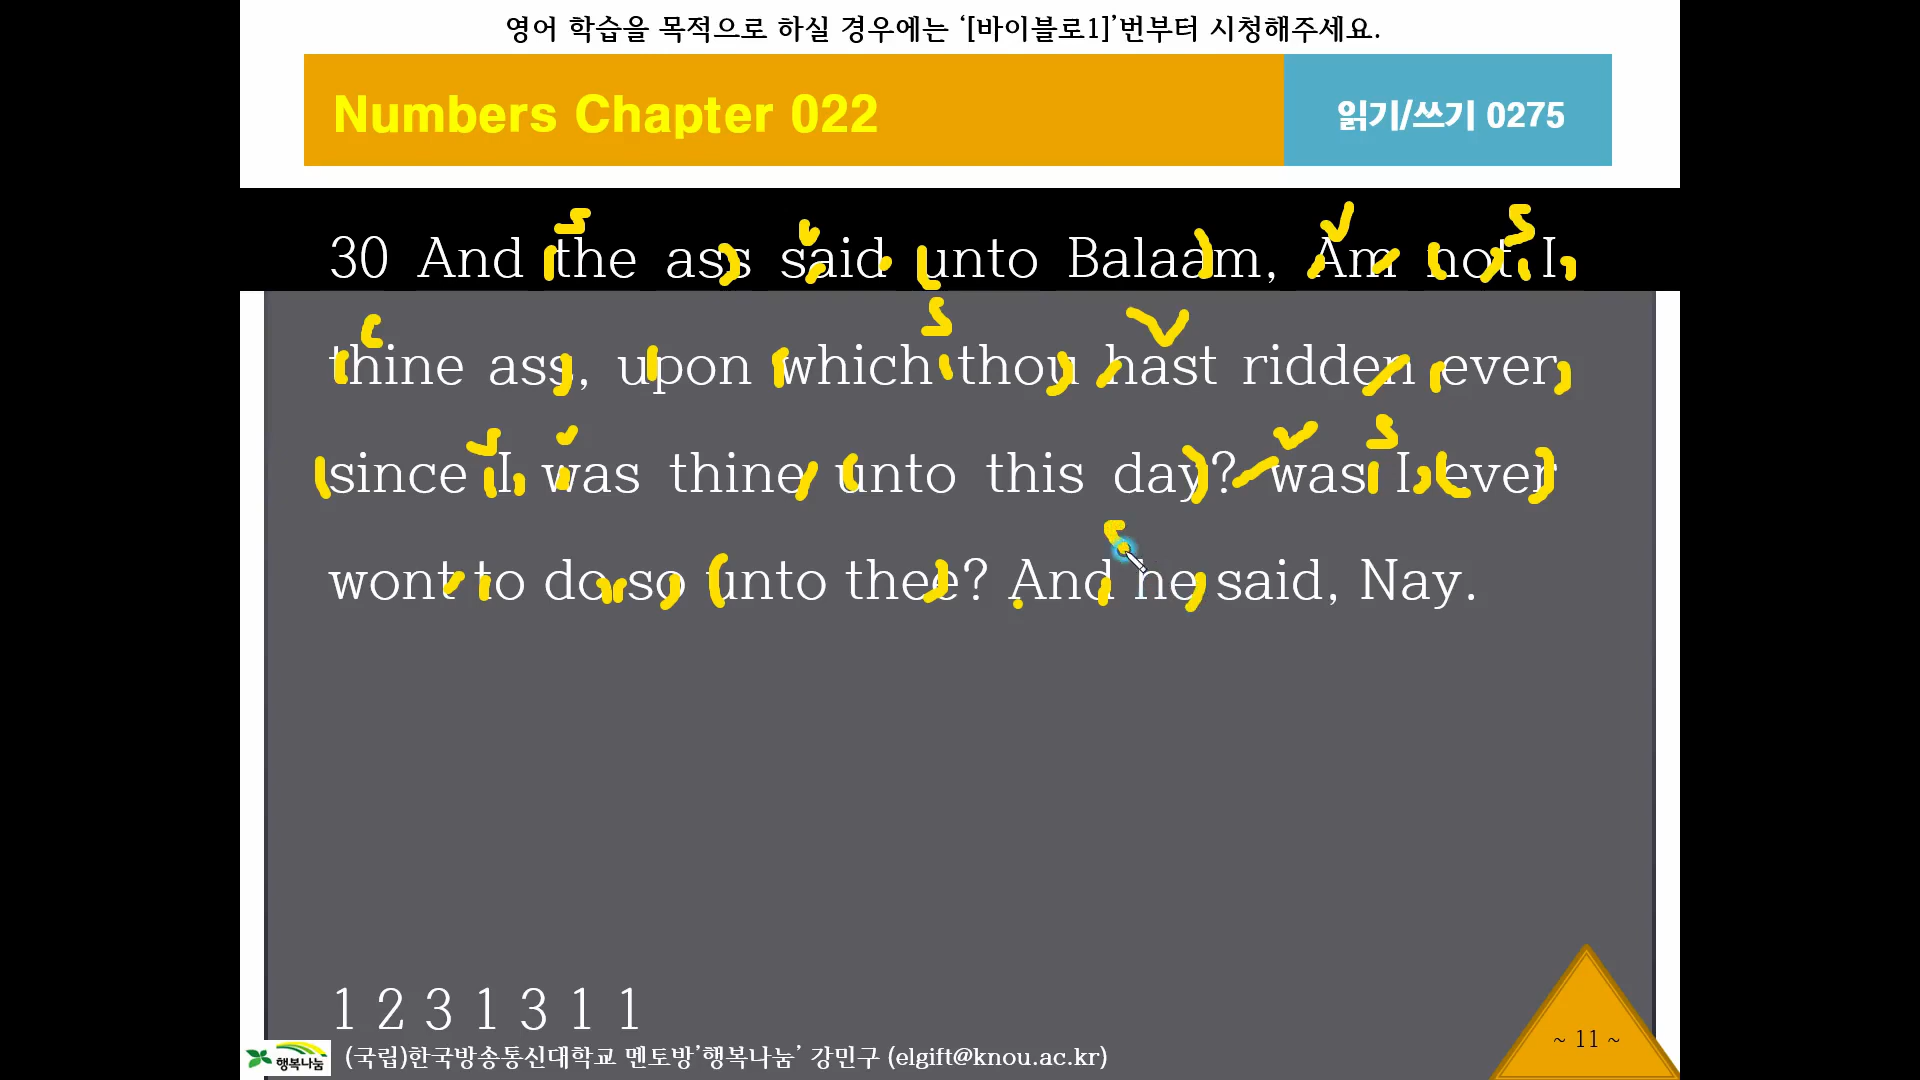 영어 학습을 목적으로 하실 경우에는 ‘[바이블로1]’번부터 시청해주세요.
Numbers Chapter 022
읽기/쓰기 0275
30 And the ass said unto Balaam, Am not I,
thine ass, upon which thou hast ridden ever,
since I was thine unto this day? was I ever
wont to do so unto thee? And he said, Nay.
1 2 3 1 3 1 1
~ 11 ~
행복나눔 (국립)한국방송통신대학교 멘토방’행복나눔’ 강민구 (elgift@knou.ac.kr)